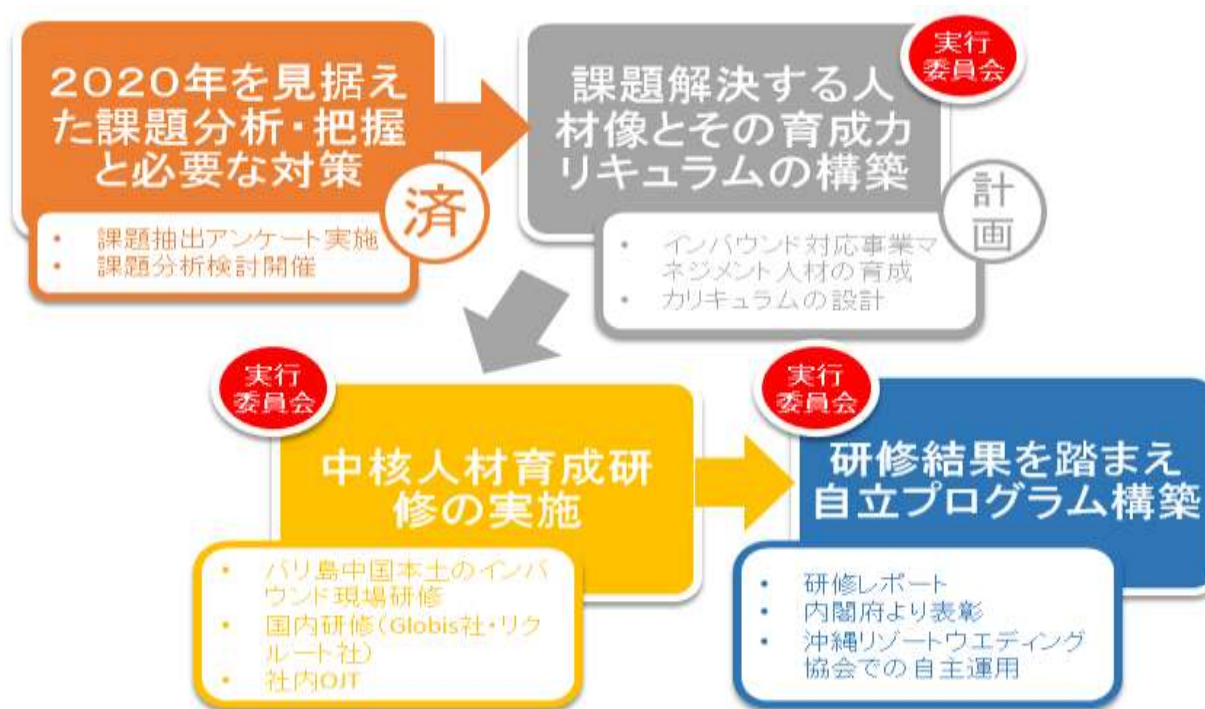 2020年を見据え
た課題分析・把握
と必要な対策
済
・ 課題抽出アンケート実施
・ 課題分析検討開催
実行
委員会
課題解決する人
材像とその育成カ
リキュラムの構築
計
画
・ インバウンド対応事業マ
ネジメント人材の育成
・ カリキュラムの設計
実行
委員会
中核人材育成研
修の実施
・ バリ島中国本土のインバ
ウンド現場研修
・ 国内研修(Globis社・リク
ルート社)
・ 社内OJT
実行
委員会
研修結果を踏まえ
自立プログラム構築
・ 研修レポート
・ 内閣府より表彰
・ 沖縄リゾートウエディング
協会での自主運用